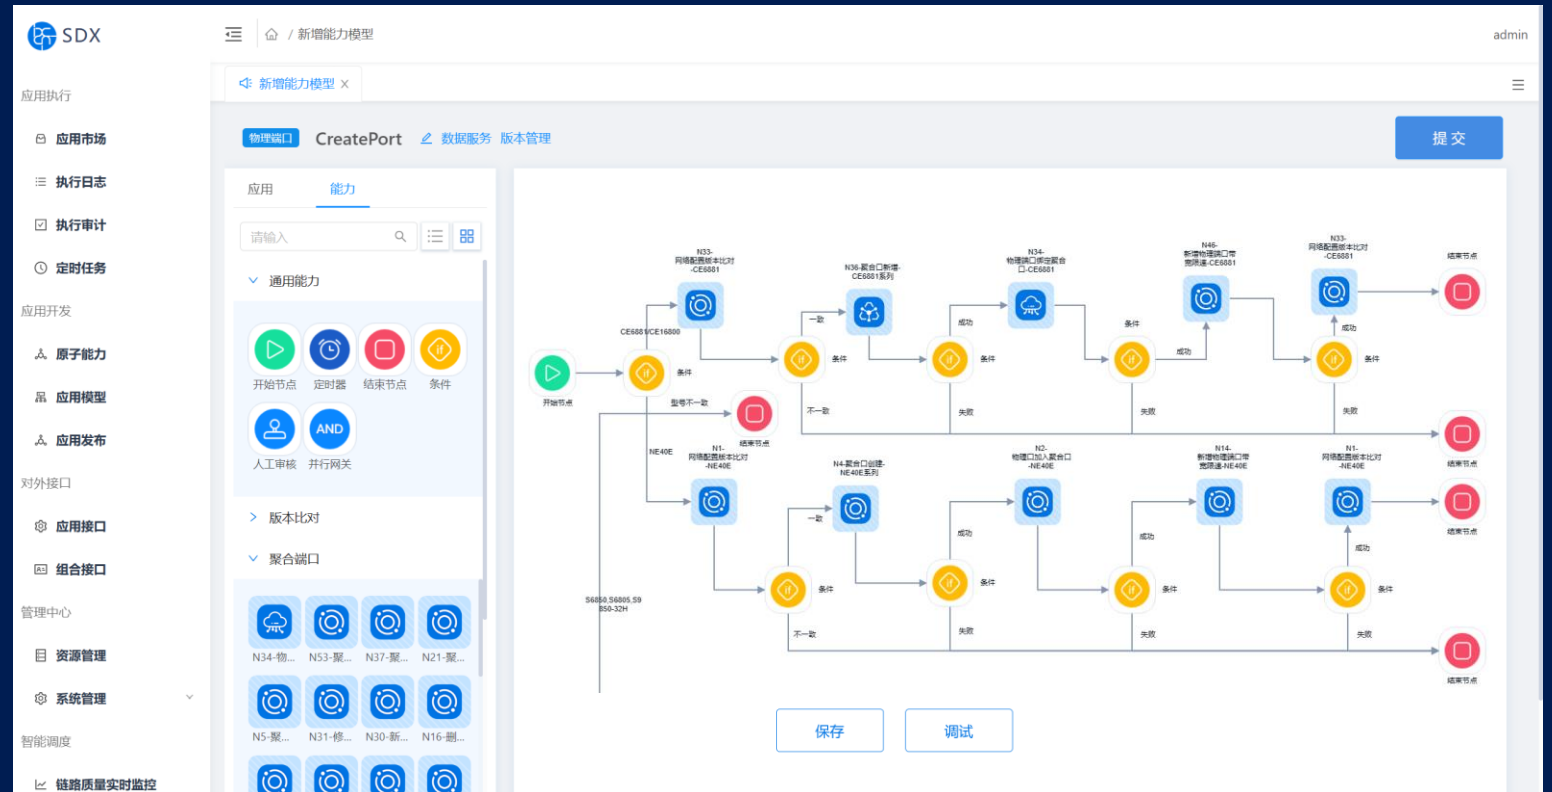 SDX
/ 新增能力模型
admin
新增能力模型 X
应用执行
应用市场
执行日志
执行审计
定时任务
应用开发
原子能力
应用模型
应用发布
对外接口
应用接口
组合接口
管理中心
资源管理
系统管理
智能调度
链路质量实时监控
物理端口 CreatePort 数据服务 版本管理
提交
应用 能力
请输入
通用能力
开始节点 定时器 结束节点 条件
AND
人工审核 并行网关
版本比对
聚合端口
N34-物... N53-聚... N37-聚... N21-聚...
N5-聚... N31-修... N30-新... N16-删...
N33-
网络配置版本比对
-CE6881
N36-聚合口新增-
CE6881系列
N34-
物理端口绑定聚合
口-CE6881
N46-
新增物理端口带
宽限速-CE6881
N33-
网络配置版本比对
-CE6881
结束节点
CE6881/CE16800
一致
成功
条件
成功
成功
开始节点
if 条件
if 条件
if 条件
if
if 条件
型号不一致
结束节点
不一致
失败
失败
失败
结束节点
NE40E
N1-
网络配置版本比对
-NE40E
N4-聚合口创建-
NE40E系列
N2-
物理口加入聚合口
-NE40E
N14-
新增物理端口带
宽限速-NE40E
N1-
网络配置版本比对
-NE40E
结束节点
一致
成功
成功
成功
if 条件
if 条件
if 条件
if 条件
S6850,S6805,S9
850-32H
不一致
失败
失败
失败
结束节点
保存 调试